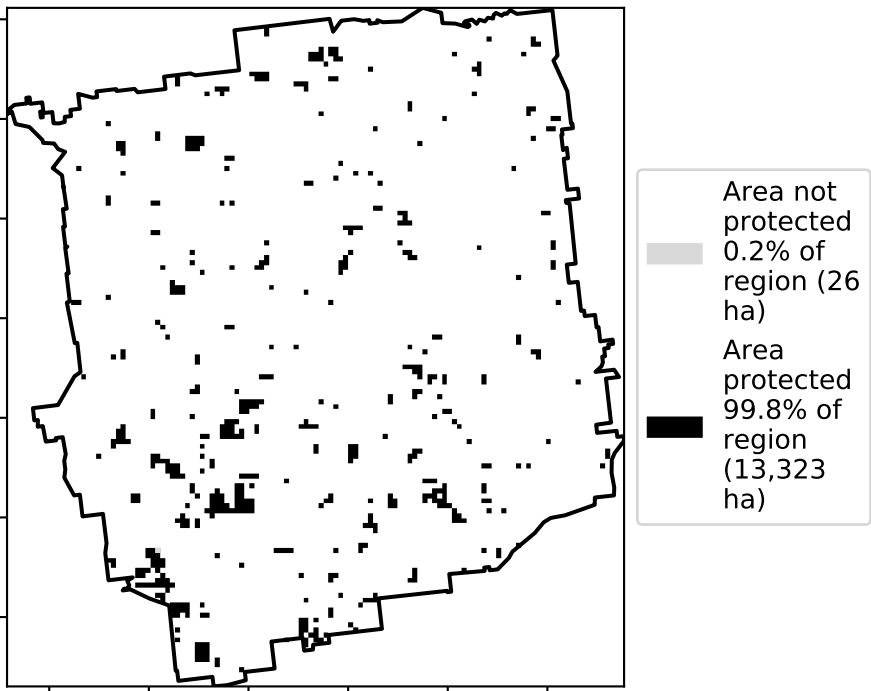 Area not
protected
0.2% of
region (26
ha)
Area
protected
99.8% of
region
(13,323
ha)